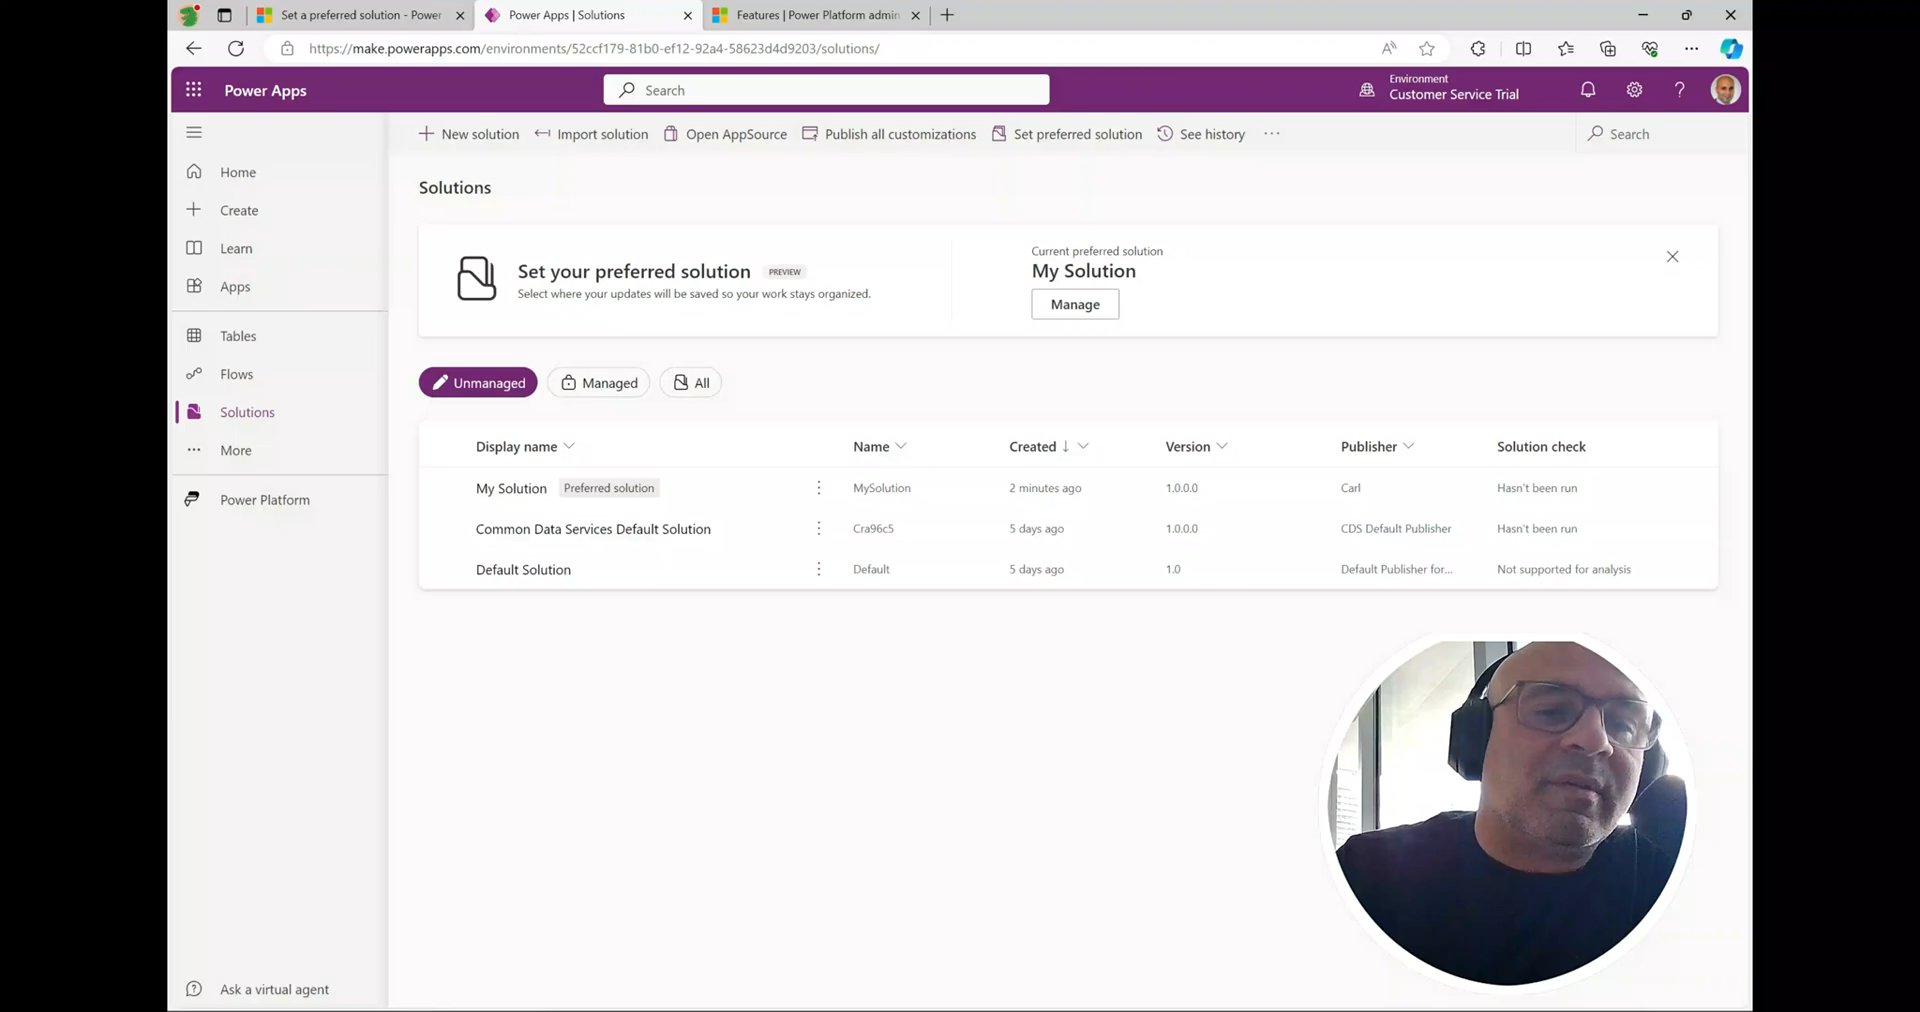 Set a preferred solution - Power
Power Apps | Solutions
Features | Power Platform admin
https://make.powerapps.com/environments/52ccf179-81b0-ef12-92a4-58623d4d9203/solutions/
Power Apps
Search
Environment
Customer Service Trial
New solution
Import solution
Open AppSource
Publish all customizations
Set preferred solution
See history
Search
Home
Create
Learn
Apps
Tables
Flows
Solutions
More
Power Platform
Ask a virtual agent
Solutions
Set your preferred solution PREVIEW
Select where your updates will be saved so your work stays organized.
Current preferred solution
My Solution
Manage
Unmanaged
Managed
All
Display name Name Created Version Publisher Solution check
My Solution Preferred solution MySolution 2 minutes ago 1.0.0.0 Carl Hasn't been run
Common Data Services Default Solution Cra96c5 5 days ago 1.0.0.0 CDS Default Publisher Hasn't been run
Default Solution Default 5 days ago 1.0 Default Publisher for... Not supported for analysis